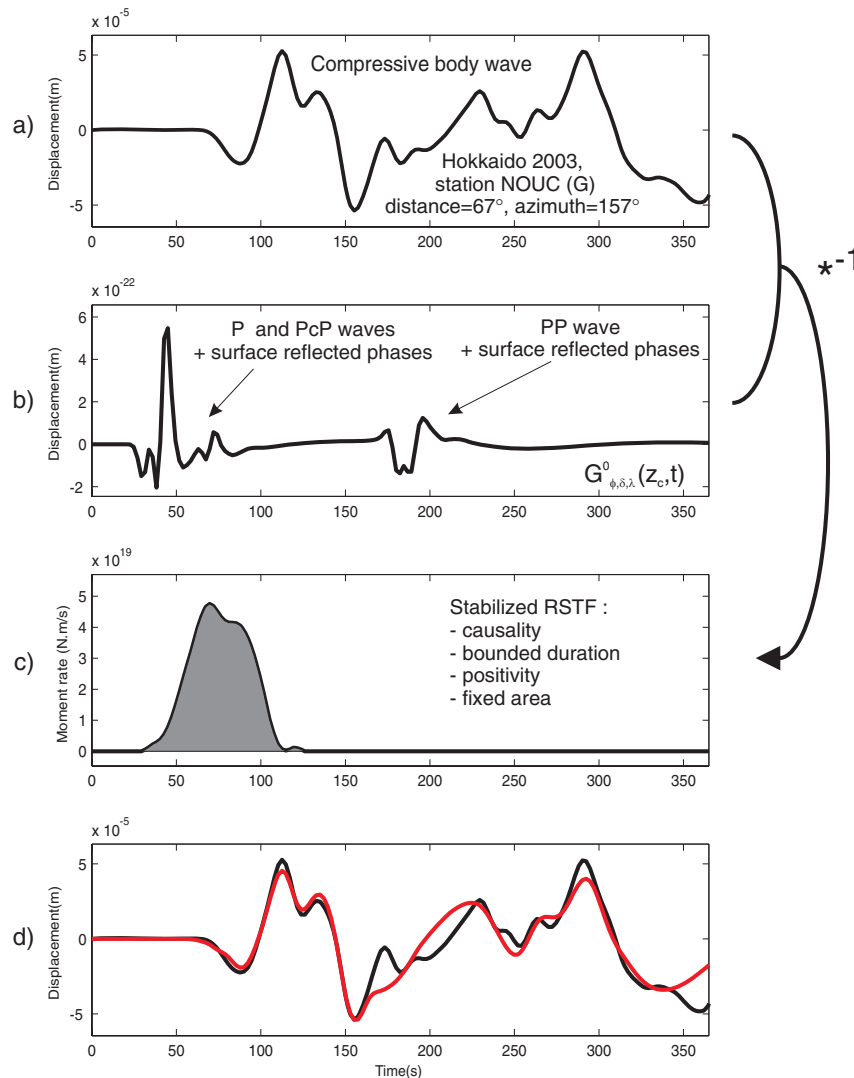 x 10-5
5
0
-5
Displacement(m)
a)
Compressive body wave
Hokkaido 2003,
station NOUC (G)
distance=67°, azimuth=157°
0 50 100 150 200 250 300 350
*-1
x 10-22
6
4
2
0
-2
Displacement(m)
b)
P and PcP waves
+ surface reflected phases
PP wave
+ surface reflected phases
G0ϕ,δ,λ(zc,t)
0 50 100 150 200 250 300 350
x 1019
5
4
3
2
1
0
Moment rate (N.m/s)
c)
Stabilized RSTF :
- causality
- bounded duration
- positivity
- fixed area
0 50 100 150 200 250 300 350
x 10-5
5
0
-5
Displacement(m)
d)
0 50 100 150 200 250 300 350
Time(s)